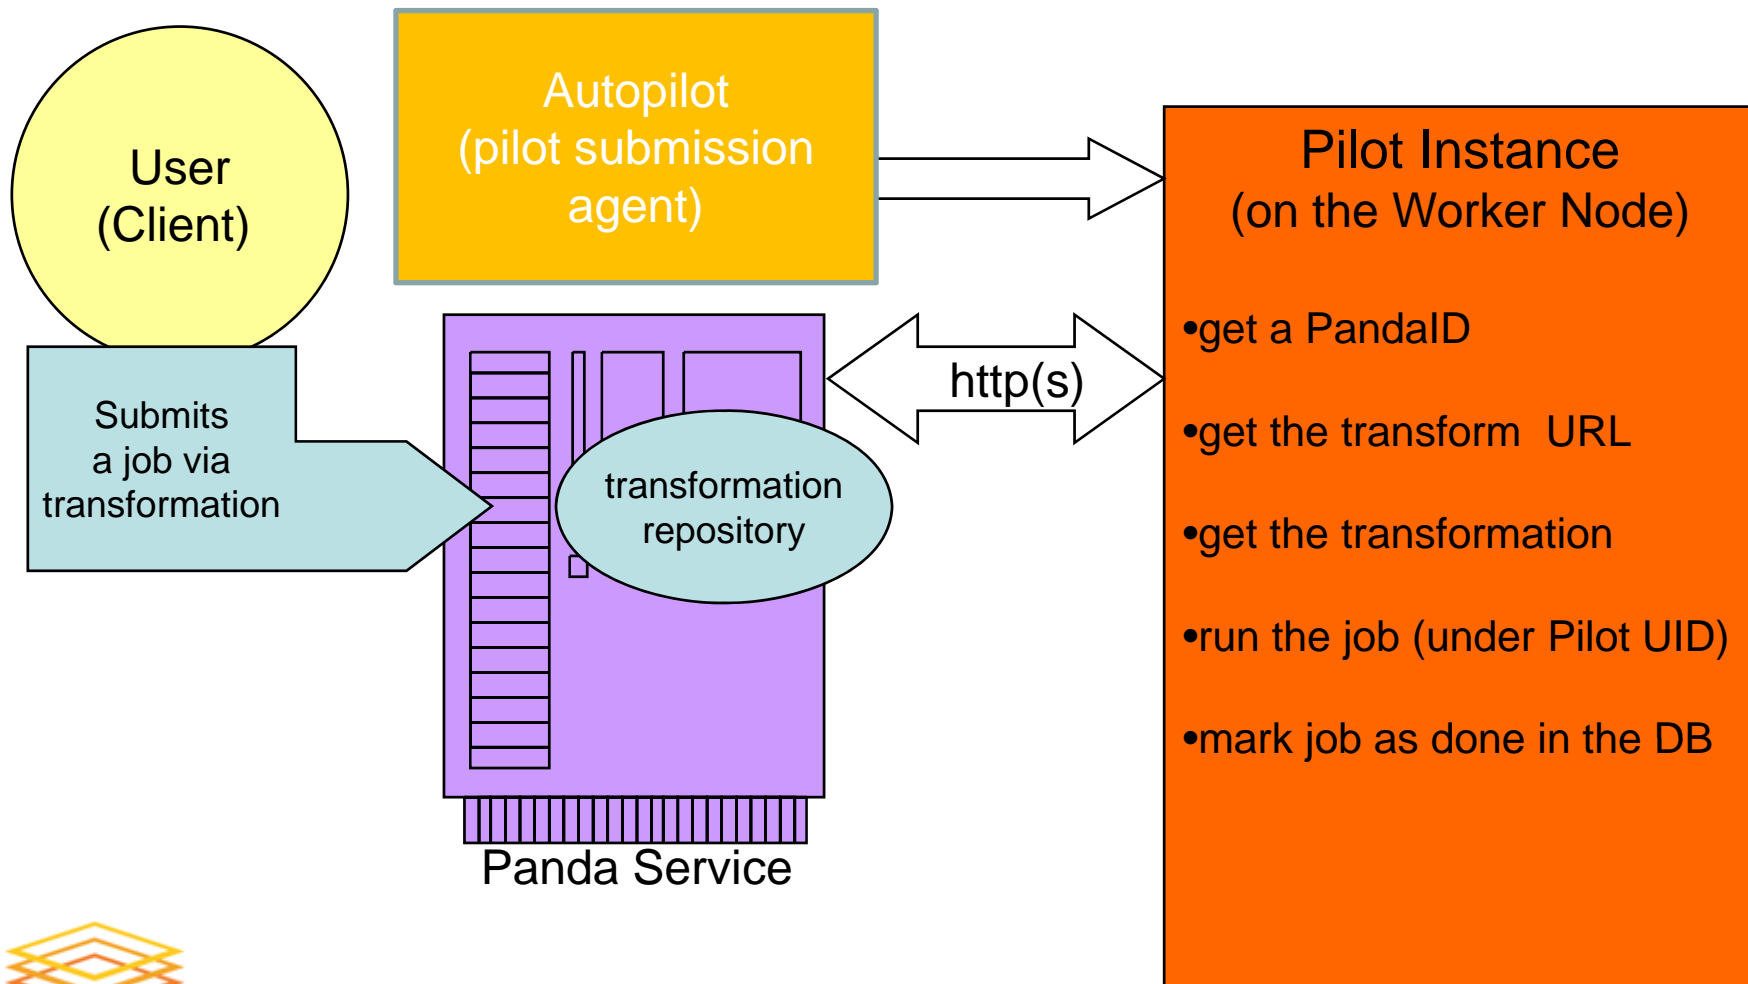 User
(Client)
Autopilot
(pilot submission
agent)
Pilot Instance
(on the Worker Node)
•get a PandaID
•get the transform  URL
•get the transformation
•run the job (under Pilot UID)
•mark job as done in the DB
http(s)
Submits
a job via
transformation
transformation
repository
Panda Service